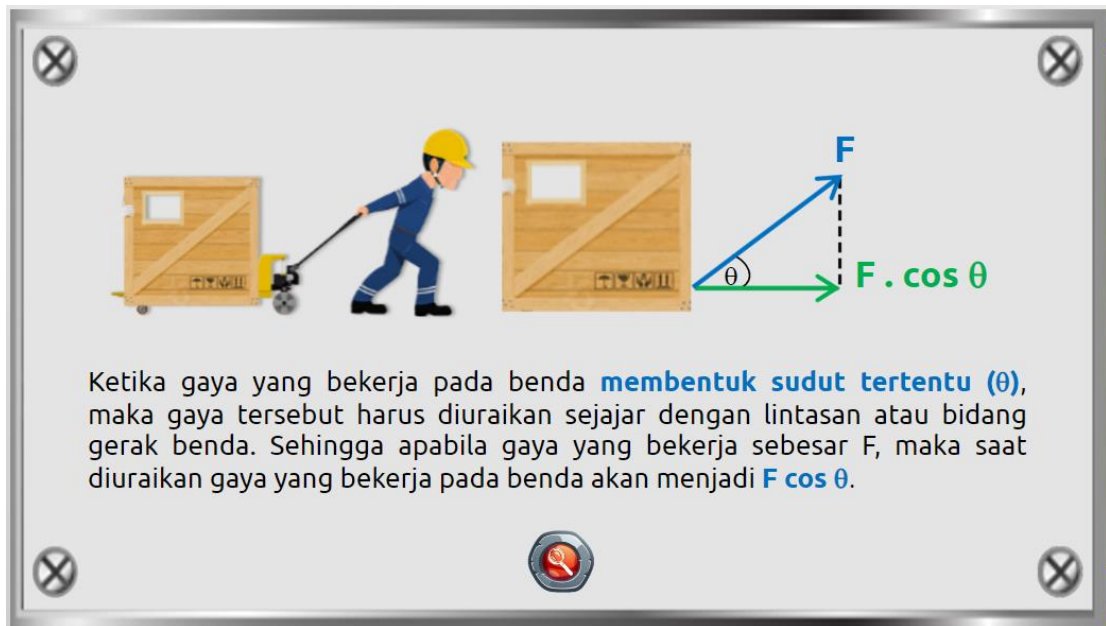 F
θ
F . cos θ
Ketika gaya yang bekerja pada benda membentuk sudut tertentu (θ),
maka gaya tersebut harus diuraikan sejajar dengan lintasan atau bidang
gerak benda. Sehingga apabila gaya yang bekerja sebesar F, maka saat
diuraikan gaya yang bekerja pada benda akan menjadi F cos θ.